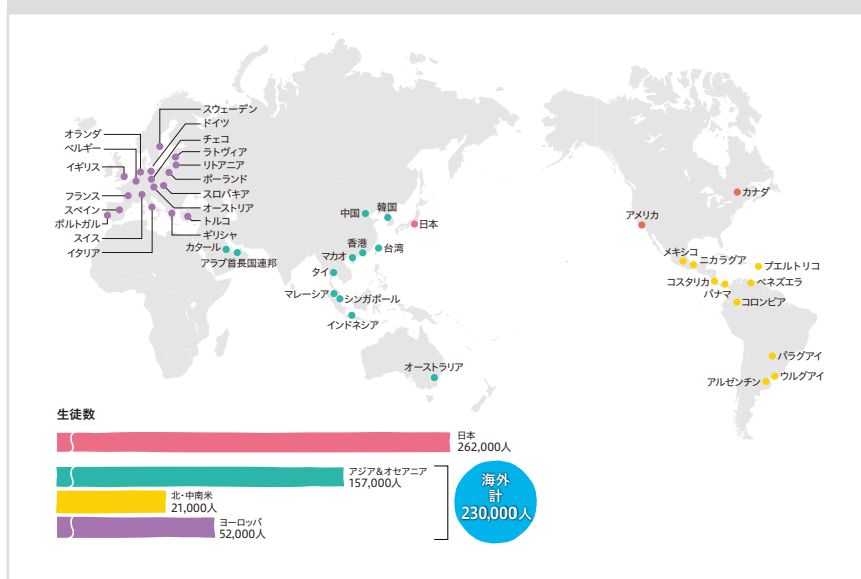 スウェーデン
ドイツ
チェコ
ラトヴィア
リトアニア
ポーランド
スロバキア
オーストリア
トルコ
ギリシャ
オランダ
ベルギー
イギリス
フランス
スペイン
ポルトガル
スイス
イタリア
カタール
アラブ首長国連邦
中国
韓国
日本
香港
マカオ
台湾
タイ
マレーシア
シンガポール
インドネシア
オーストラリア
カナダ
アメリカ
メキシコ
ニカラグア
プエルトリコ
コスタリカ
ベネズエラ
パナマ
コロンビア
パラグアイ
アルゼンチン
ウルグアイ
生徒数
日本
262,000人
アジア&オセアニア
157,000人
北・中南米
21,000人
ヨーロッパ
52,000人
海外
計
230,000人